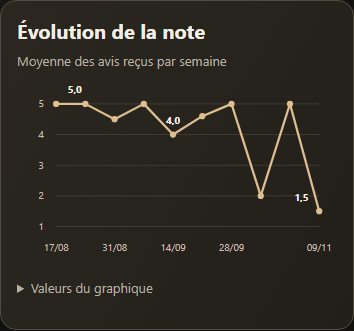 Évolution de la note
Moyenne des avis reçus par semaine
5,0
5
4,0
4
3
2
1,5
1
17/08 31/08 14/09 28/09 09/11
Valeurs du graphique